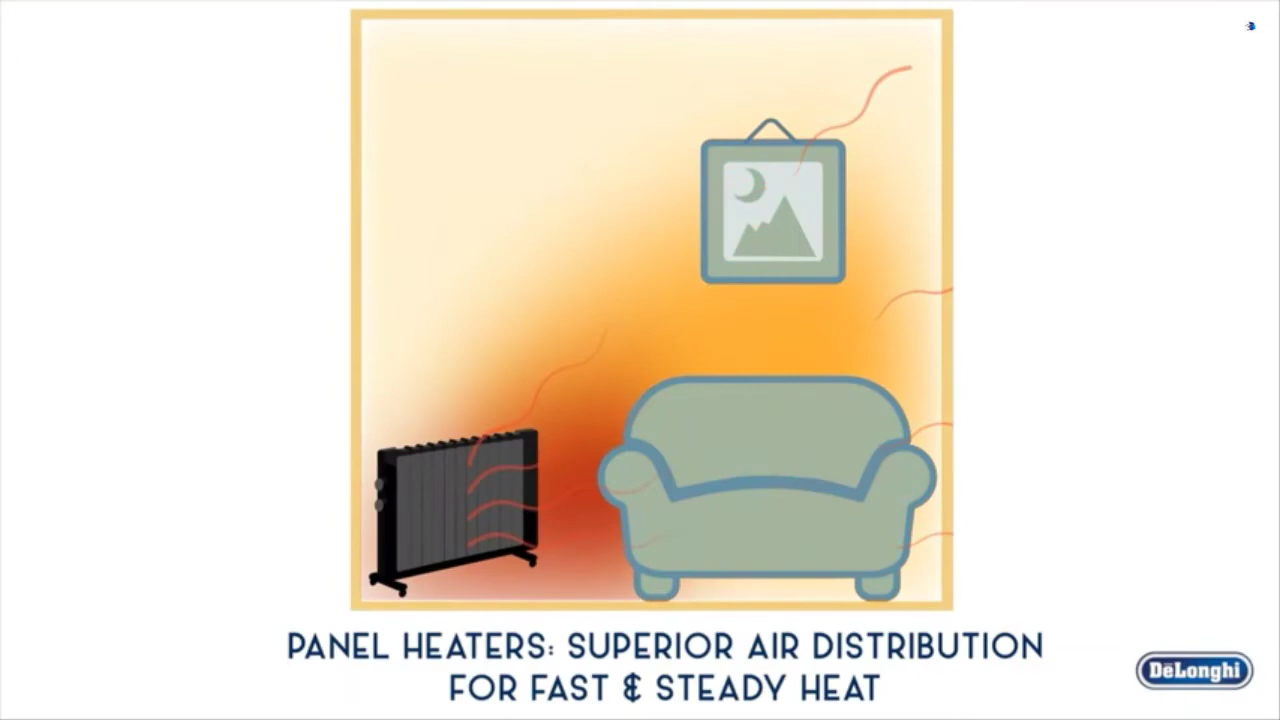 PANEL HEATERS: SUPERIOR AIR DISTRIBUTION
FOR FAST & STEADY HEAT
DeLonghi